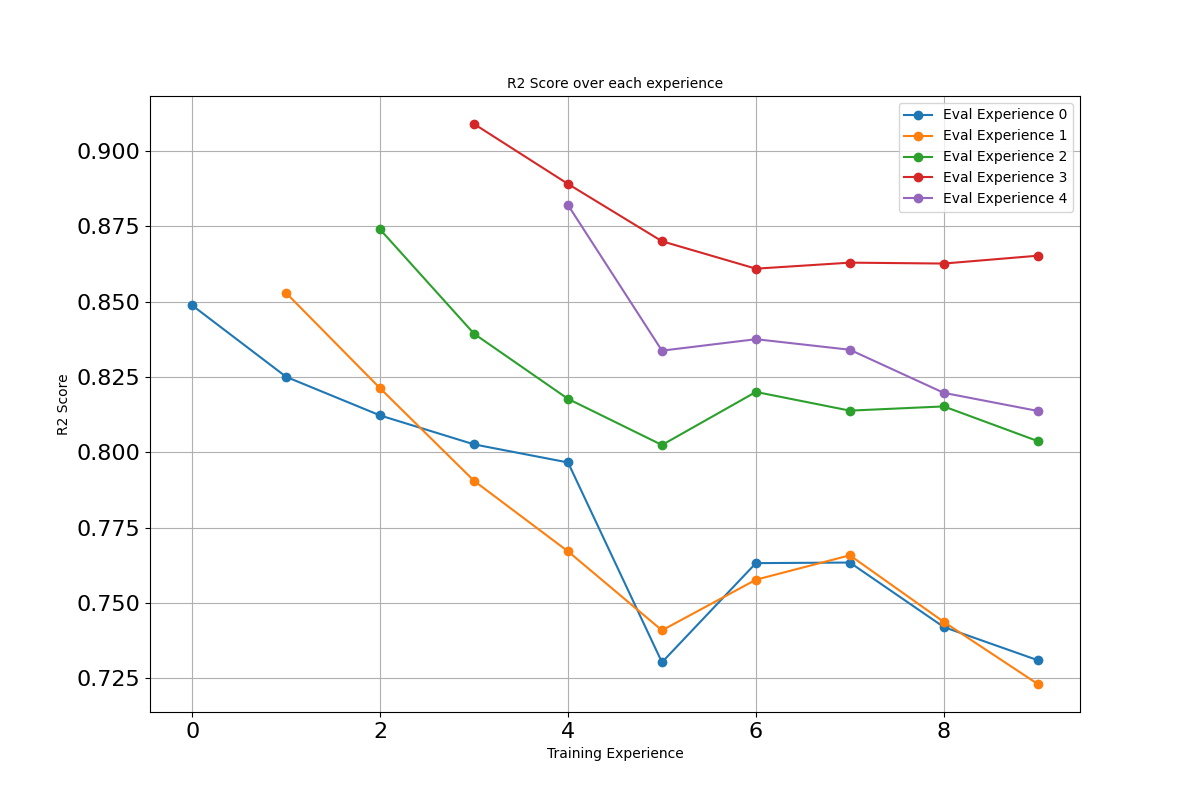 R2 Score over each experience
Eval Experience 0
Eval Experience 1
Eval Experience 2
Eval Experience 3
Eval Experience 4
0.900
0.875
0.850
0.825
0.800
0.775
0.750
0.725
R2 Score
0 2 4 6 8
Training Experience